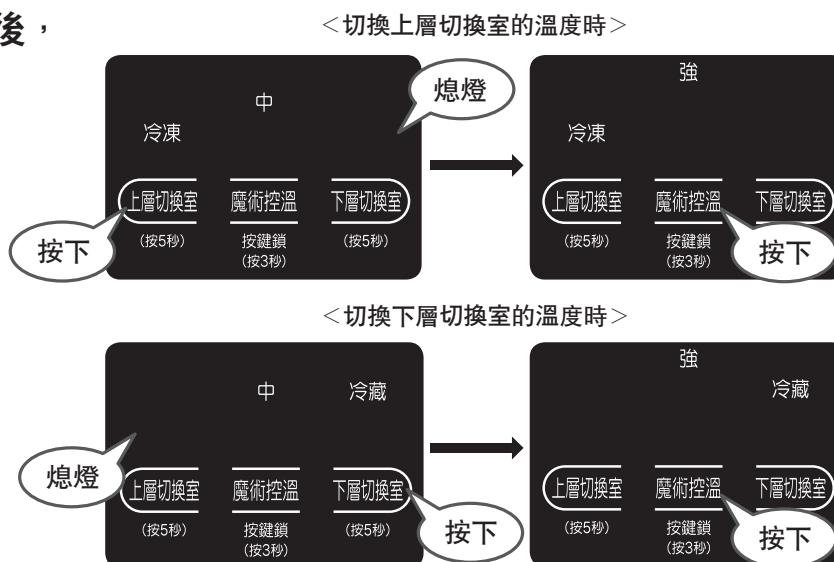 後，
＜切換上層切換室的溫度時＞
中
熄燈
冷凍
上層切換室
魔術控溫
下層切換室
按下
(按5秒)
按鍵鎖
(按3秒)
(按5秒)
強
冷凍
上層切換室
魔術控溫
下層切換室
(按5秒)
按鍵鎖
(按3秒)
按下
＜切換下層切換室的溫度時＞
中
冷藏
熄燈
上層切換室
魔術控溫
下層切換室
(按5秒)
按鍵鎖
(按3秒)
(按5秒)
按下
強
冷藏
上層切換室
魔術控溫
下層切換室
(按5秒)
按鍵鎖
(按3秒)
按下